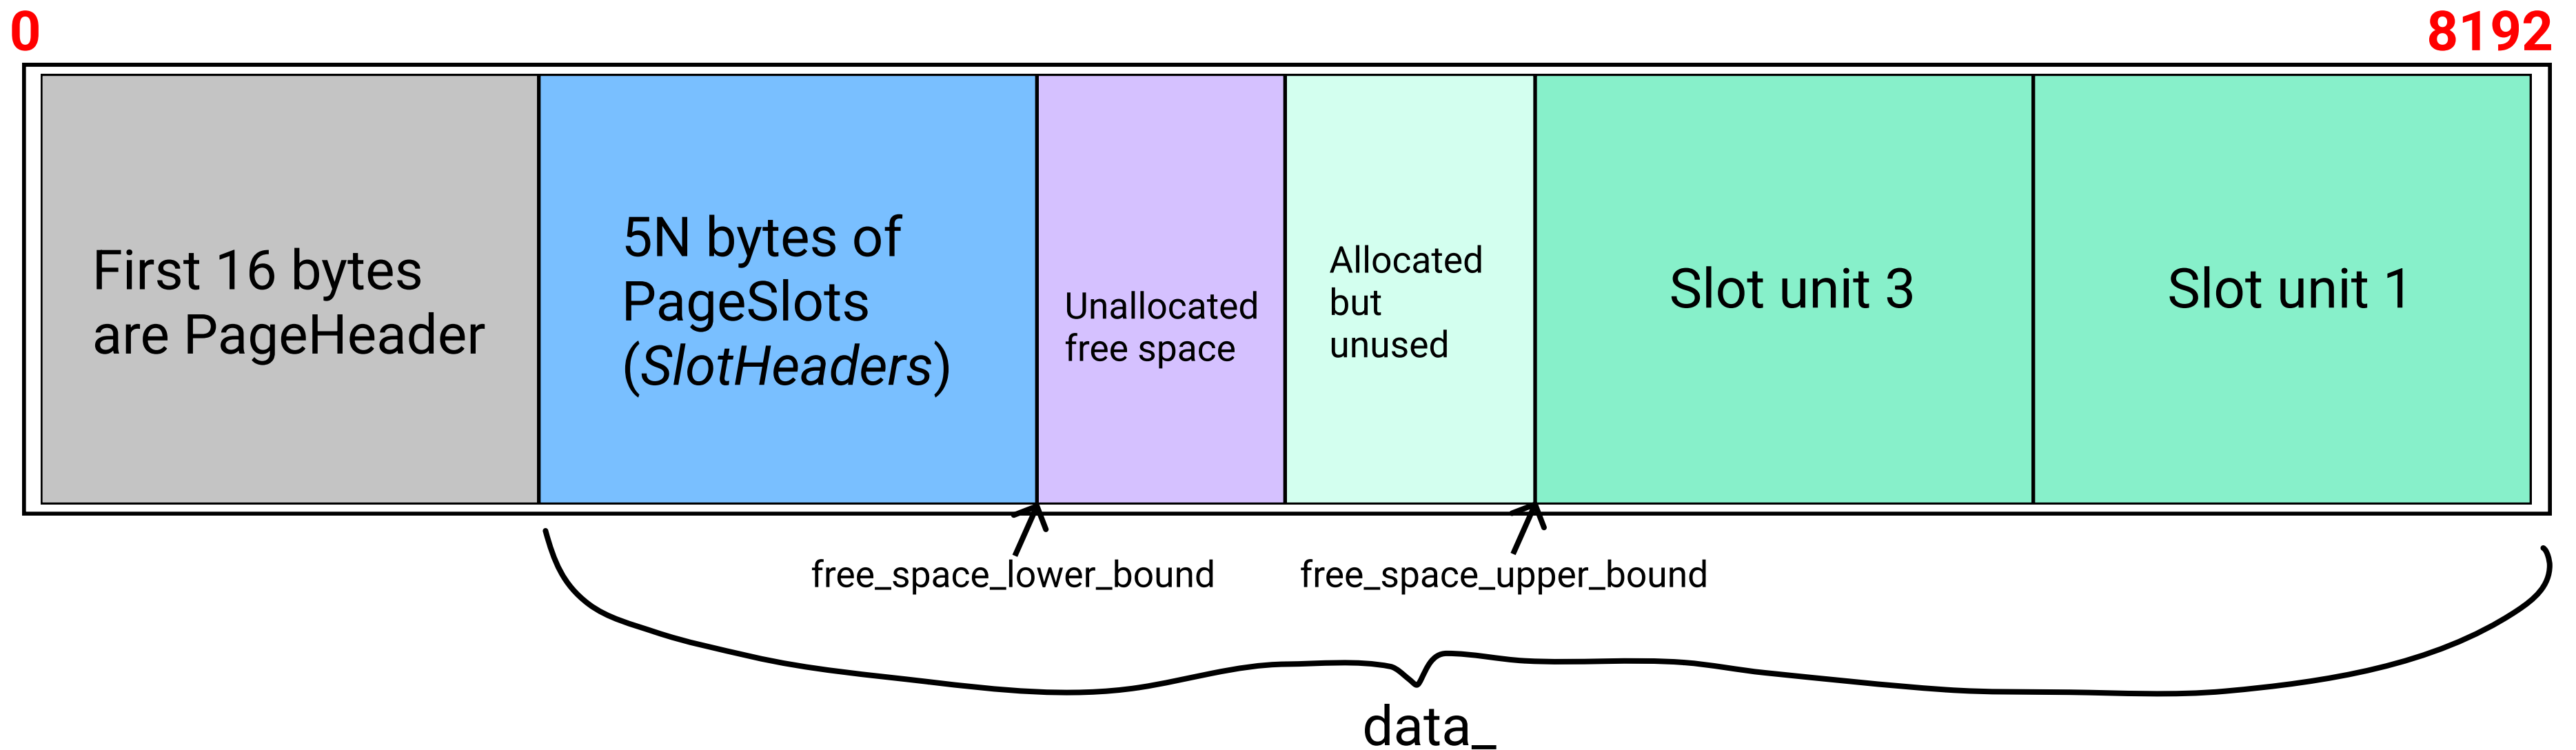 0
8192
First 16 bytes
are PageHeader
5N bytes of
PageSlots
(SlotHeaders)
Unallocated
free space
Allocated
but
unused
Slot unit 3
Slot unit 1
free_space_lower_bound
free_space_upper_bound
data_